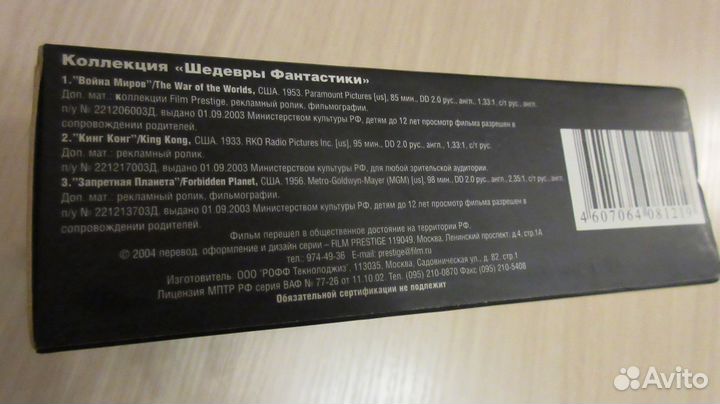 Коллекция «Шедевры Фантастики»
1."Война Миров"/The War of the Worlds, США. 1953. Paramount Pictures [us], 85 мин., DD 2.0 рус., англ., 1,33:1, с/т рус., англ.
Доп. мат.: коллекции Film Prestige, рекламный ролик, фильмографии.
п/у № 221206003Д, выдано 01.09.2003 Министерством культуры РФ, детям до 12 лет просмотр фильма разрешен в
сопровождении родителей.
2."Кинг Конг"/King Kong, США. 1933. RKO Radio Pictures Inc. [us], 95 мин., DD 2.0 рус., англ., 1,33:1, с/т рус.
Доп. мат.: рекламный ролик.
п/у № 221217003Д, выдано 01.09.2003 Министерством культуры РФ, для любой зрительной аудитории.
3."Запретная Планета"/Forbidden Planet, США. 1956. Metro-Goldwyn-Mayer (MGM) [us], 98 мин., DD 2.0 рус., англ., 2,35:1, с/т рус., англ.
Доп. мат.: рекламный ролик, фильмографии.
п/у № 221213703Д, выдано 01.09.2003 Министерством культуры РФ, детям до 12 лет просмотр фильма разрешен в
сопровождении родителей.
Фильм перешел в общественное достояние на территории РФ.
© 2004 перевод, оформление и дизайн серии – FILM PRESTIGE 119049, Москва, Ленинский проспект д.4, стр.1А
тел.: 974-49-36 E-mail: prestige@film.ru
Изготовитель: ООО "РОФФ Текнолоджиз", 113035, Москва, Садовническая ул., д. 82, стр.1
Лицензия МПТР РФ серия ВАФ № 77-26 от 11.10.02 Тел: (095) 210-0870 Факс: (095) 210-5408
Обязательной сертификации не подлежит
4 607064 081219
Avito